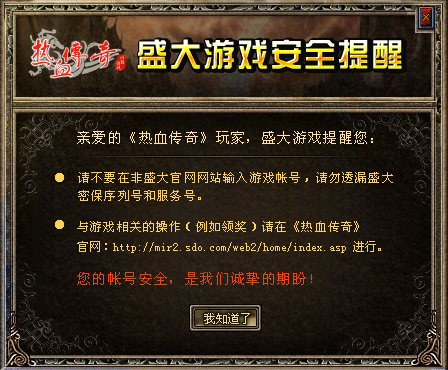 热血传奇
盛大游戏安全提醒
亲爱的《热血传奇》玩家，盛大游戏提醒您：
请不要在非盛大官网网站输入游戏帐号，请勿透漏盛大
密保序列号和服务号。
与游戏相关的操作（例如领奖）请在《热血传奇》
官网：http://mir2.sdo.com/web2/home/index.asp 进行。
您的帐号安全，是我们诚挚的期盼！
我知道了